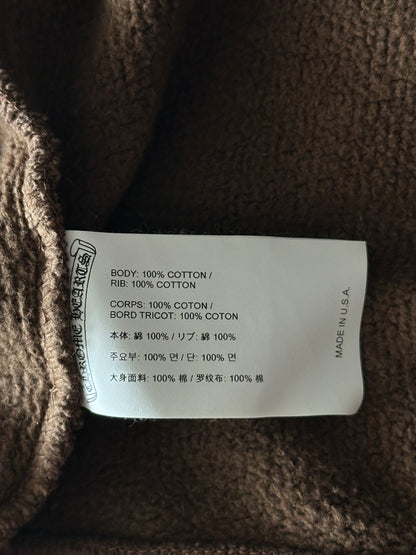 BODY: 100% COTTON /
RIB: 100% COTTON
CORPS: 100% COTON /
BORD TRICOT: 100% COTON
本体: 綿 100% / リブ: 綿 100%
주요부: 100% 면 / 단: 100% 면
大身面料: 100% 棉 / 罗纹布: 100% 棉
MADE IN U.S.A.
CHROME HEARTS